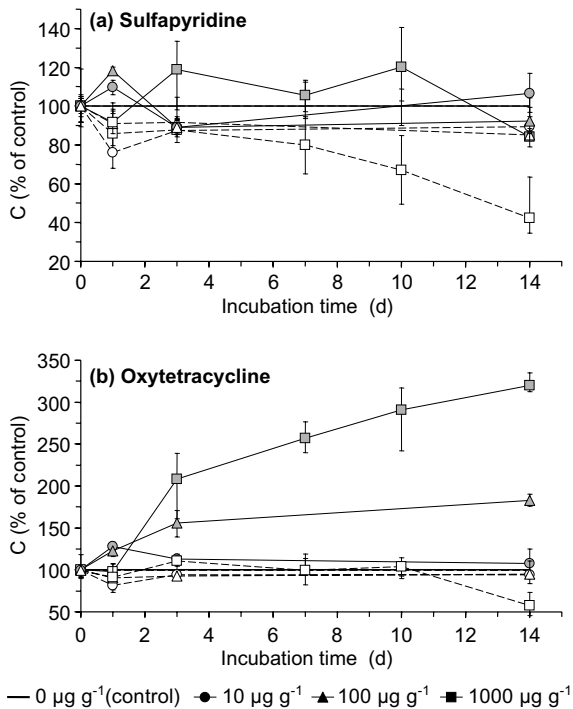 (a) Sulfapyridine
C (% of control)
140
120
100
80
60
40
20
0 2 4 6 8 10 12 14
Incubation time (d)
(b) Oxytetracycline
C (% of control)
350
300
250
200
150
100
50
0 2 4 6 8 10 12 14
Incubation time (d)
0 µg g⁻¹(control) 10 µg g⁻¹ 100 µg g⁻¹ 1000 µg g⁻¹